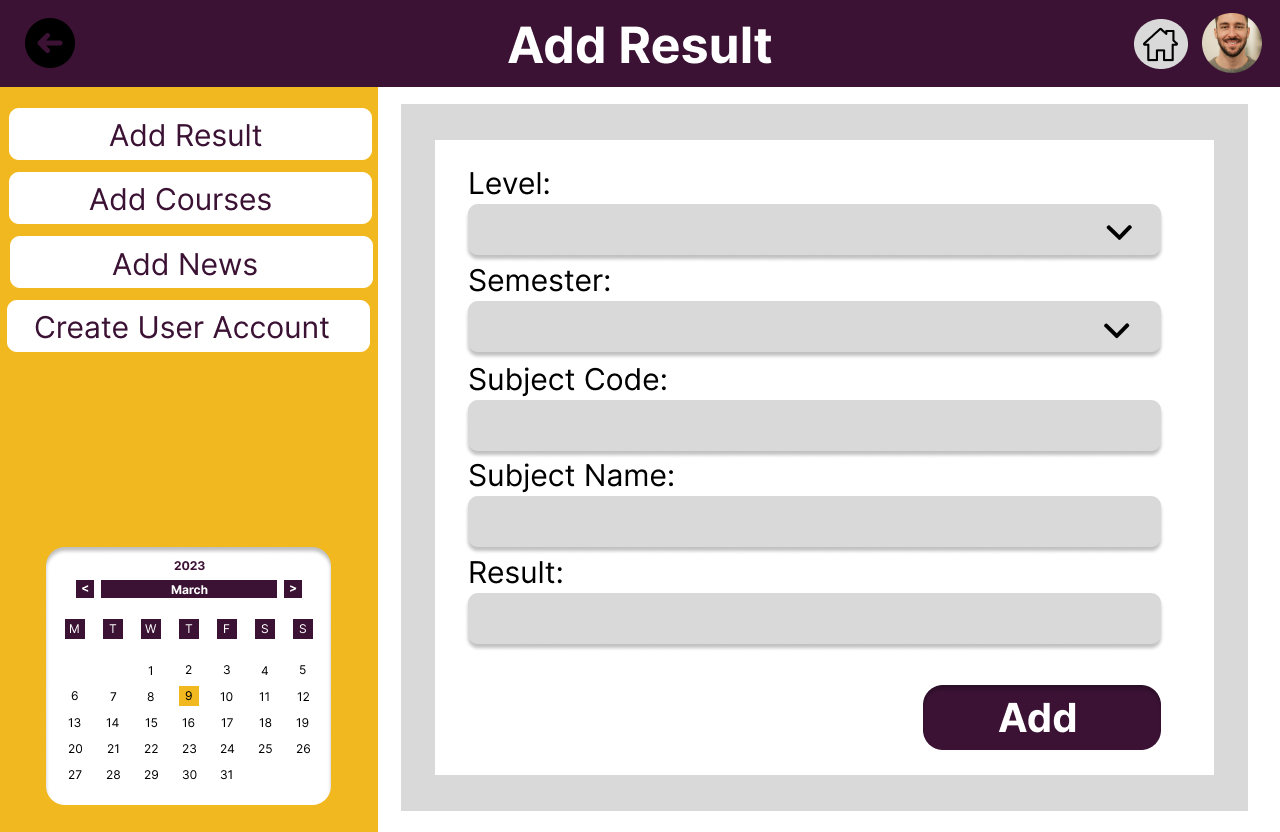 Add Result
Add Result
Add Courses
Add News
Create User Account
Level:
Semester:
Subject Code:
Subject Name:
Result:
Add
2023
< March >
M T W T F S S
1 2 3 4 5
6 7 8 9 10 11 12
13 14 15 16 17 18 19
20 21 22 23 24 25 26
27 28 29 30 31